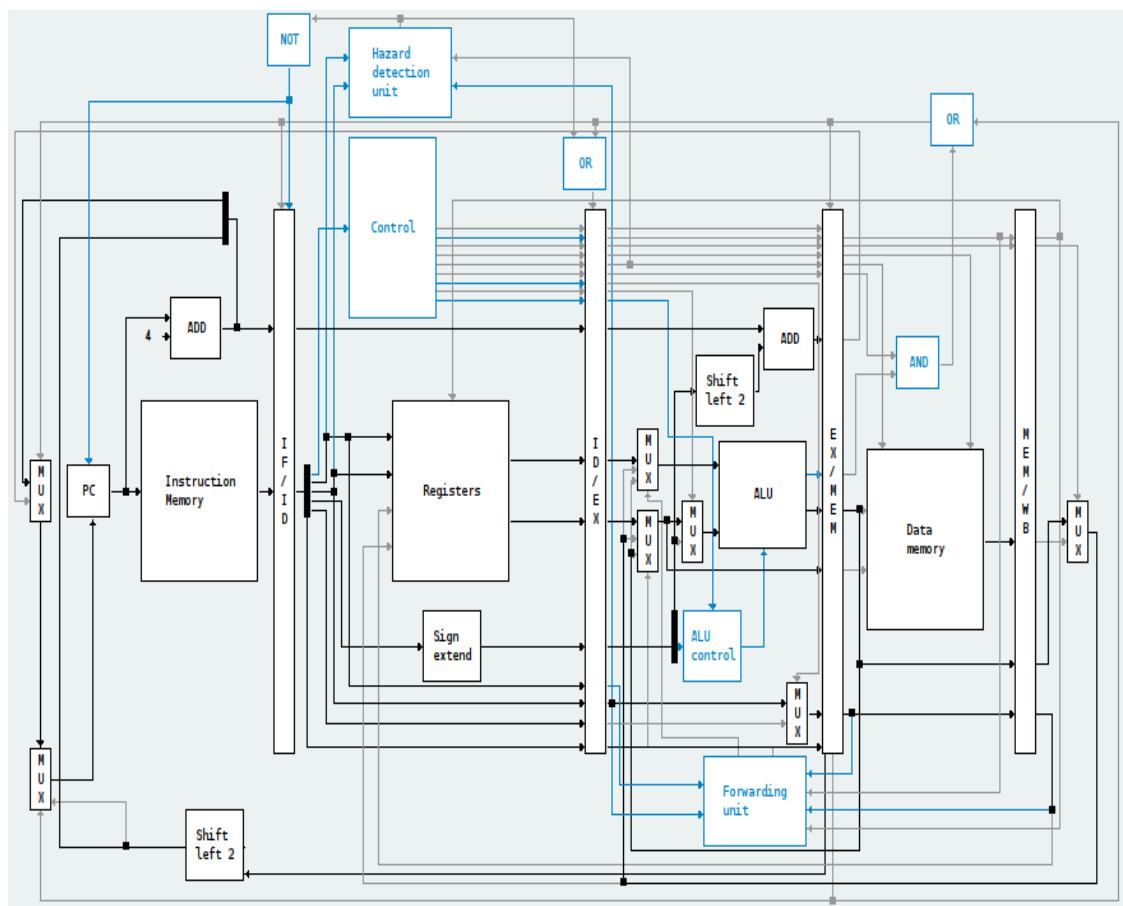 NOT
Hazard
detection
unit
OR
OR
Control
ADD
4
ADD
Shift
left 2
AND
I
F
/
I
D
I
D
/
E
X
E
X
/
M
E
M
M
E
M
/
W
B
M
U
X
PC
Instruction
Memory
Registers
M
U
X
M
U
X
M
U
X
ALU
Data
memory
M
U
X
Sign
extend
ALU
control
M
U
X
M
U
X
Forwarding
unit
Shift
left 2